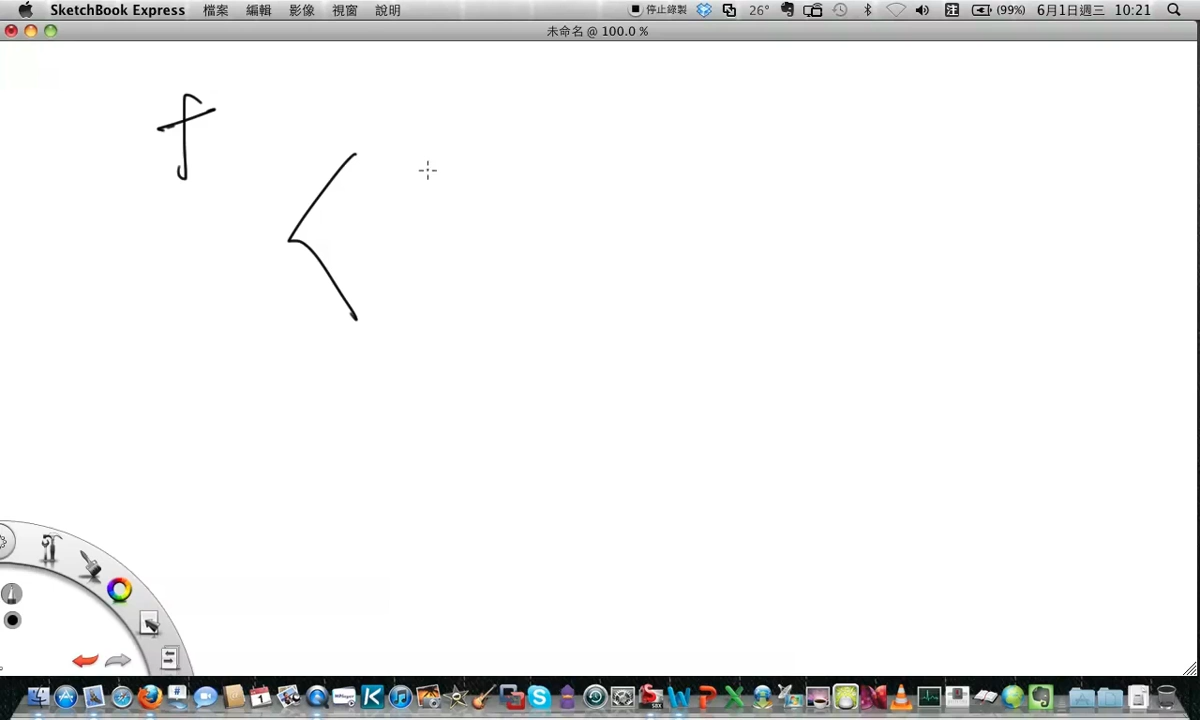 SketchBook Express 檔案 編輯 影像 視窗 說明 停止錄製 26° 注 (99%) 6月1日週三 10:21
未命名 @ 100.0 %
f